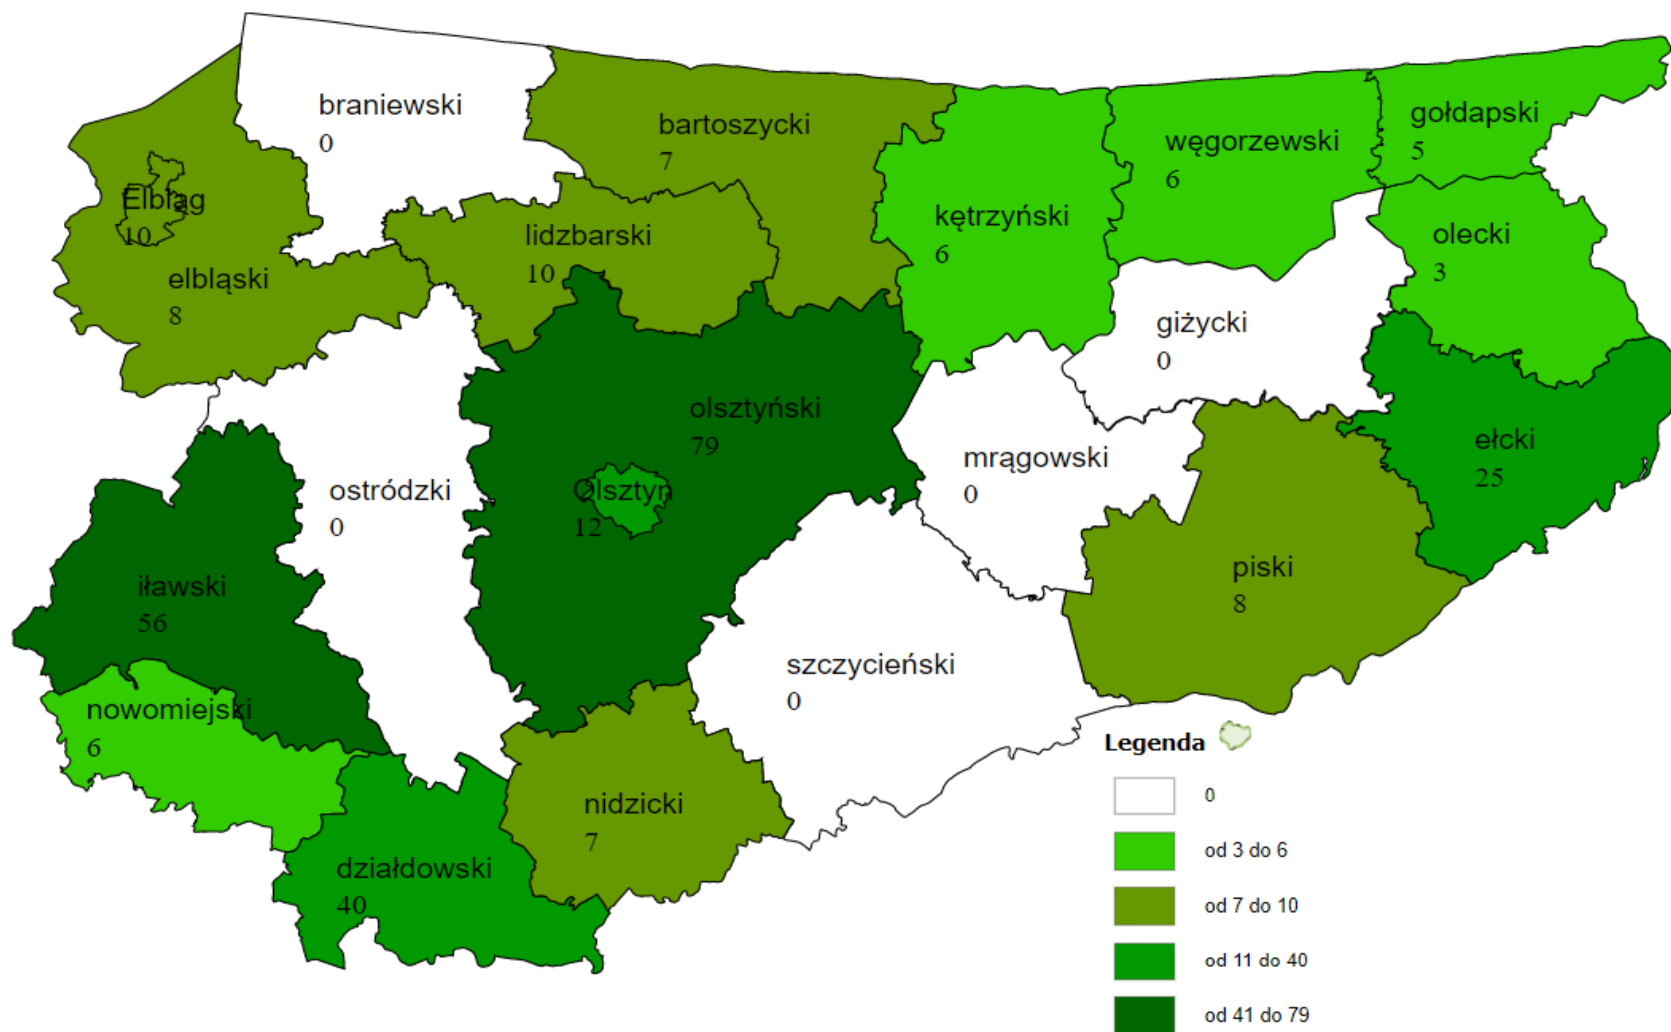 braniewski
0
bartoszycki
7
gołdapski
5
węgorzewski
6
Elbląg
10
kętrzyński
6
lidzbarski
10
olecki
3
elbląski
8
giżycki
0
olsztyński
79
ełcki
25
mrągowski
0
ostródzki
0
Olsztyn
12
iławski
56
piski
8
szczycieński
0
nowomiejski
6
nidzicki
7
działdowski
40
Legenda
0
od 3 do 6
od 7 do 10
od 11 do 40
od 41 do 79